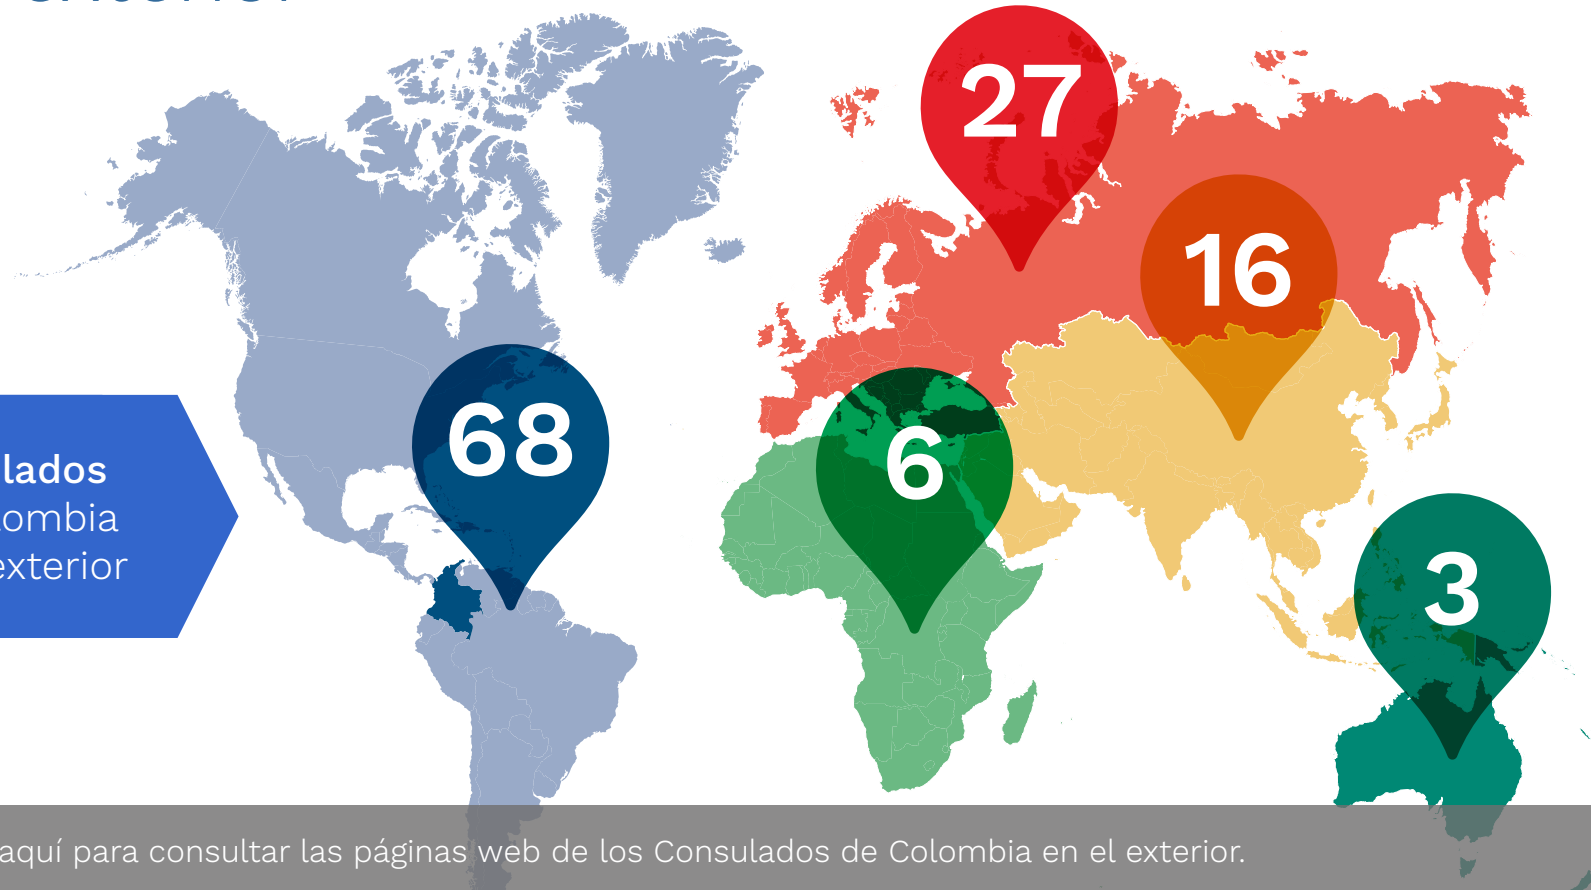 27
16
68
6
lados
ombia
exterior
3
aquí para consultar las páginas web de los Consulados de Colombia en el exterior.